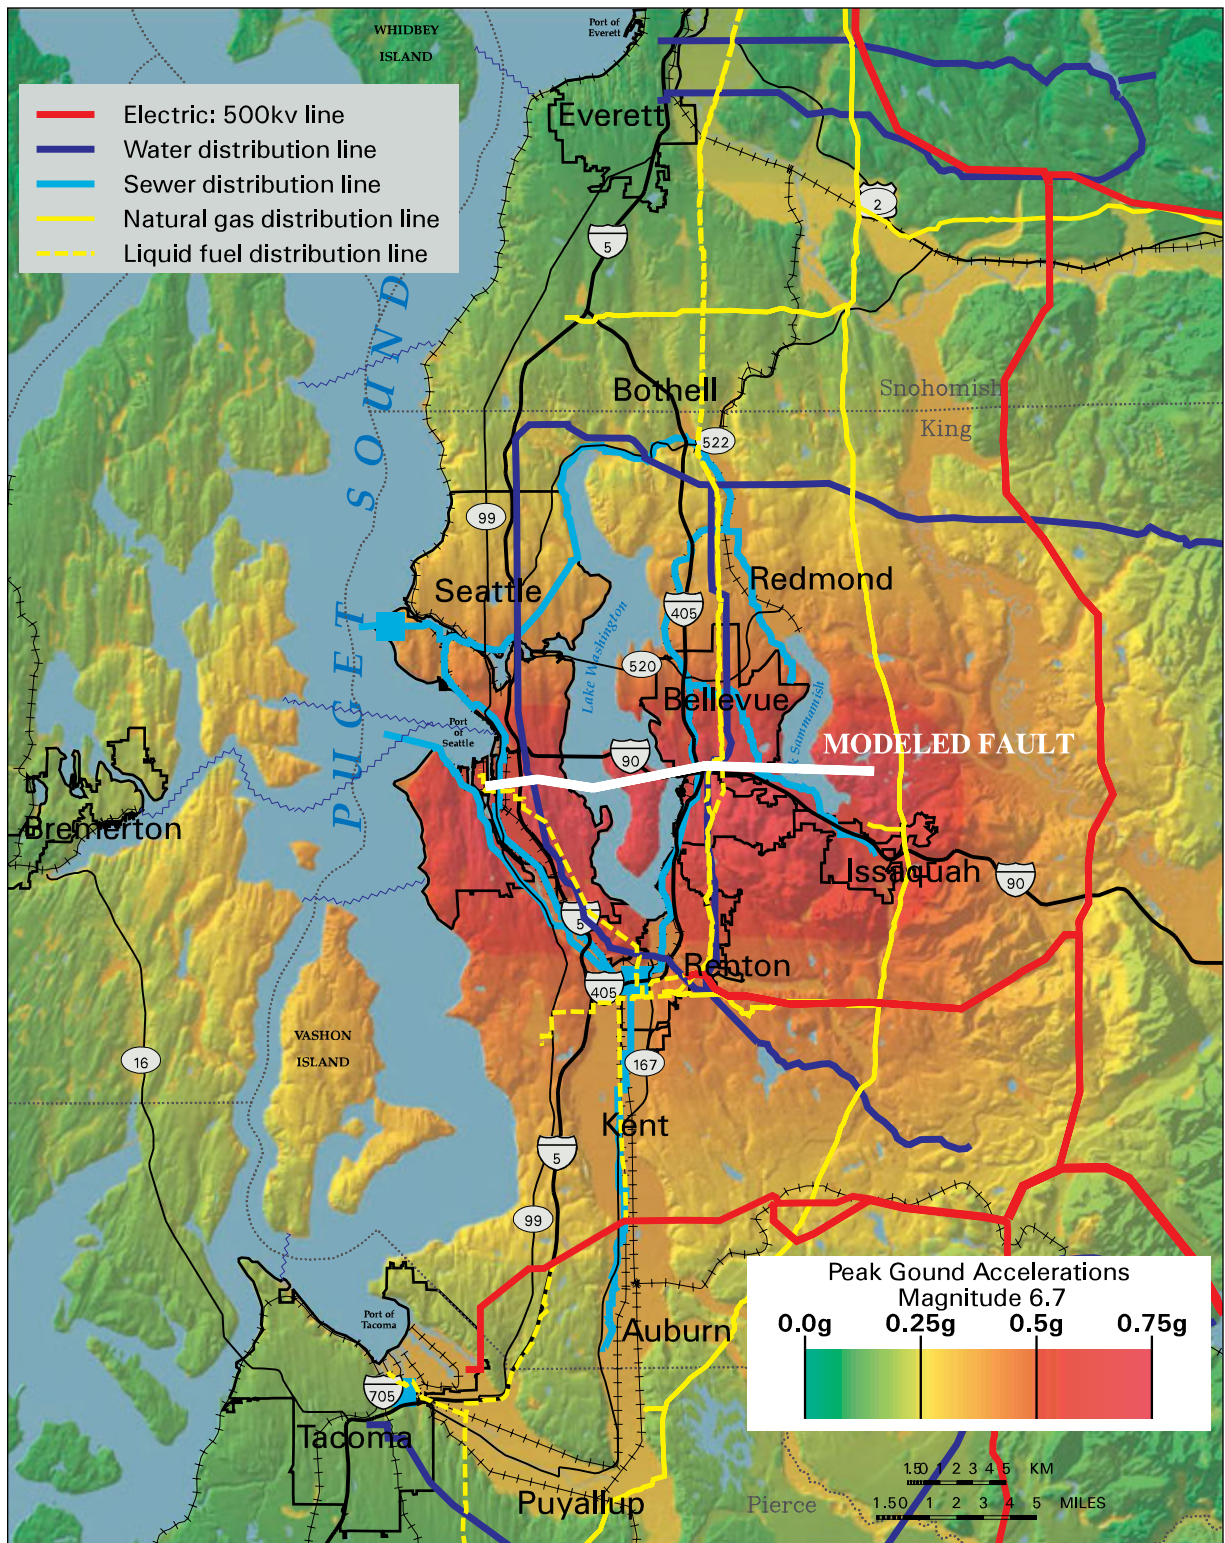 WHIDBEY
ISLAND
Port of
Everett
Electric: 500kv line
Water distribution line
Sewer distribution line
Natural gas distribution line
Liquid fuel distribution line
Everett
2
5
PUGET SOUND
Bothell
Snohomish
King
522
99
Seattle
Redmond
405
Lake Washington
520
Bellevue
Sammamish
Port
of
Seattle
90
MODELED FAULT
Bremerton
Issaquah
90
5
Renton
405
VASHON
ISLAND
16
167
Kent
5
99
Port of
Tacoma
Auburn
705
Tacoma
Puyallup
Pierce
Peak Gound Accelerations
Magnitude 6.7
0.0g 0.25g 0.5g 0.75g
1.5 0 1 2 3 4 5 KM
1.5 0 1 2 3 4 5 MILES